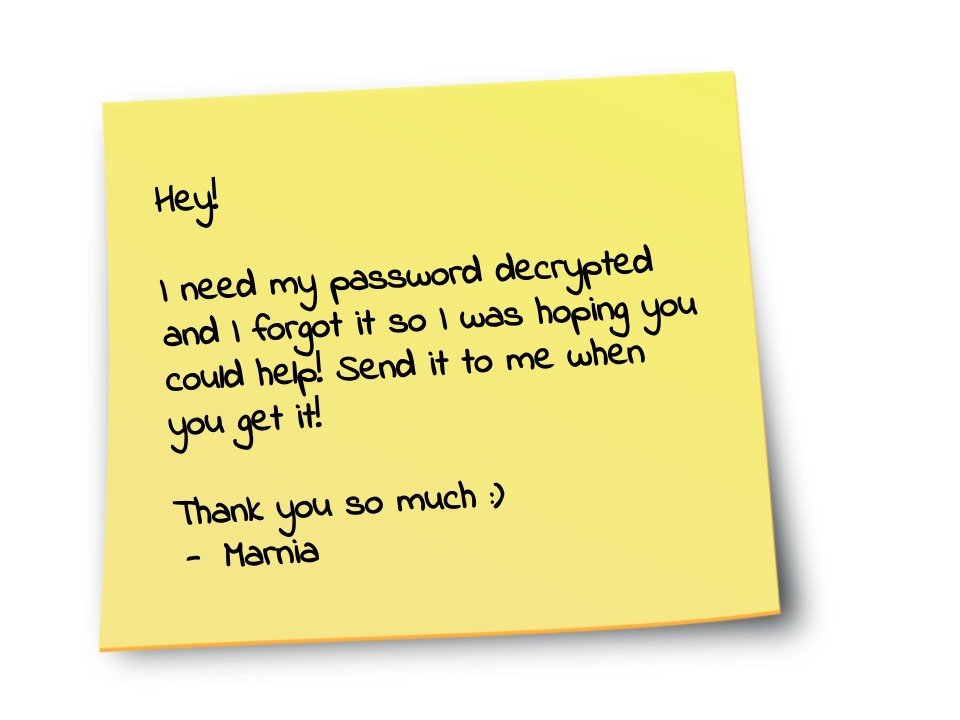 Hey!
I need my password decrypted
and I forgot it so I was hoping you
could help! Send it to me when
you get it!
Thank you so much :)
- Marnia